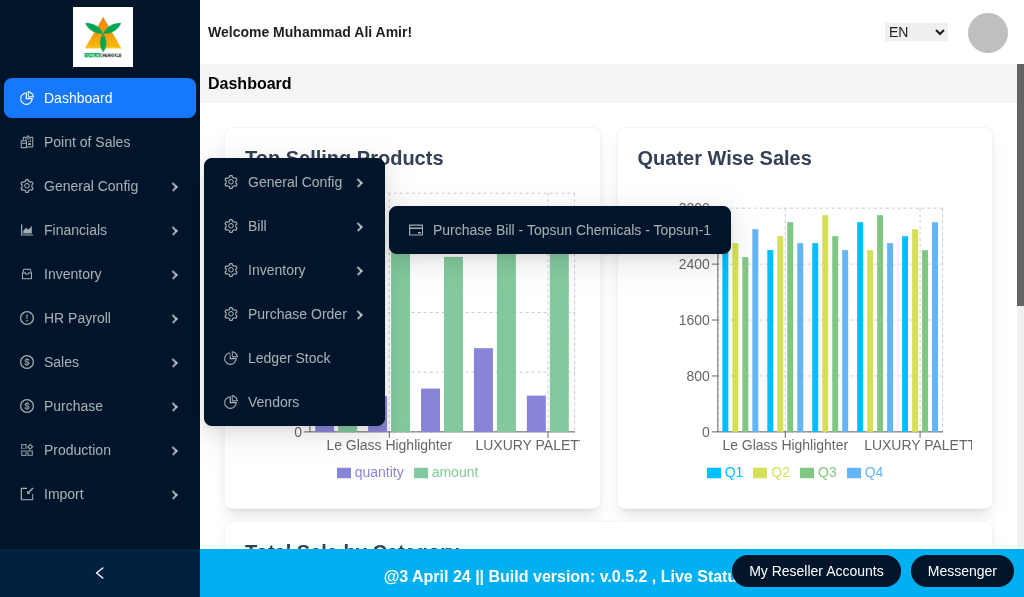 Welcome Muhammad Ali Amir!
EN
Dashboard
Dashboard
Point of Sales
General Config
Financials
Inventory
HR Payroll
Sales
Purchase
Production
Import
Top Selling Products
General Config
Bill
Inventory
Purchase Order
Ledger Stock
Vendors
Purchase Bill - Topsun Chemicals - Topsun-1
0
Le Glass Highlighter
LUXURY PALETT
quantity
amount
Quater Wise Sales
3200
2400
1600
800
0
Le Glass Highlighter
LUXURY PALETT
Q1
Q2
Q3
Q4
Total Sale by Category
@3 April 24 || Build version: v.0.5.2 , Live Statu
My Reseller Accounts
Messenger